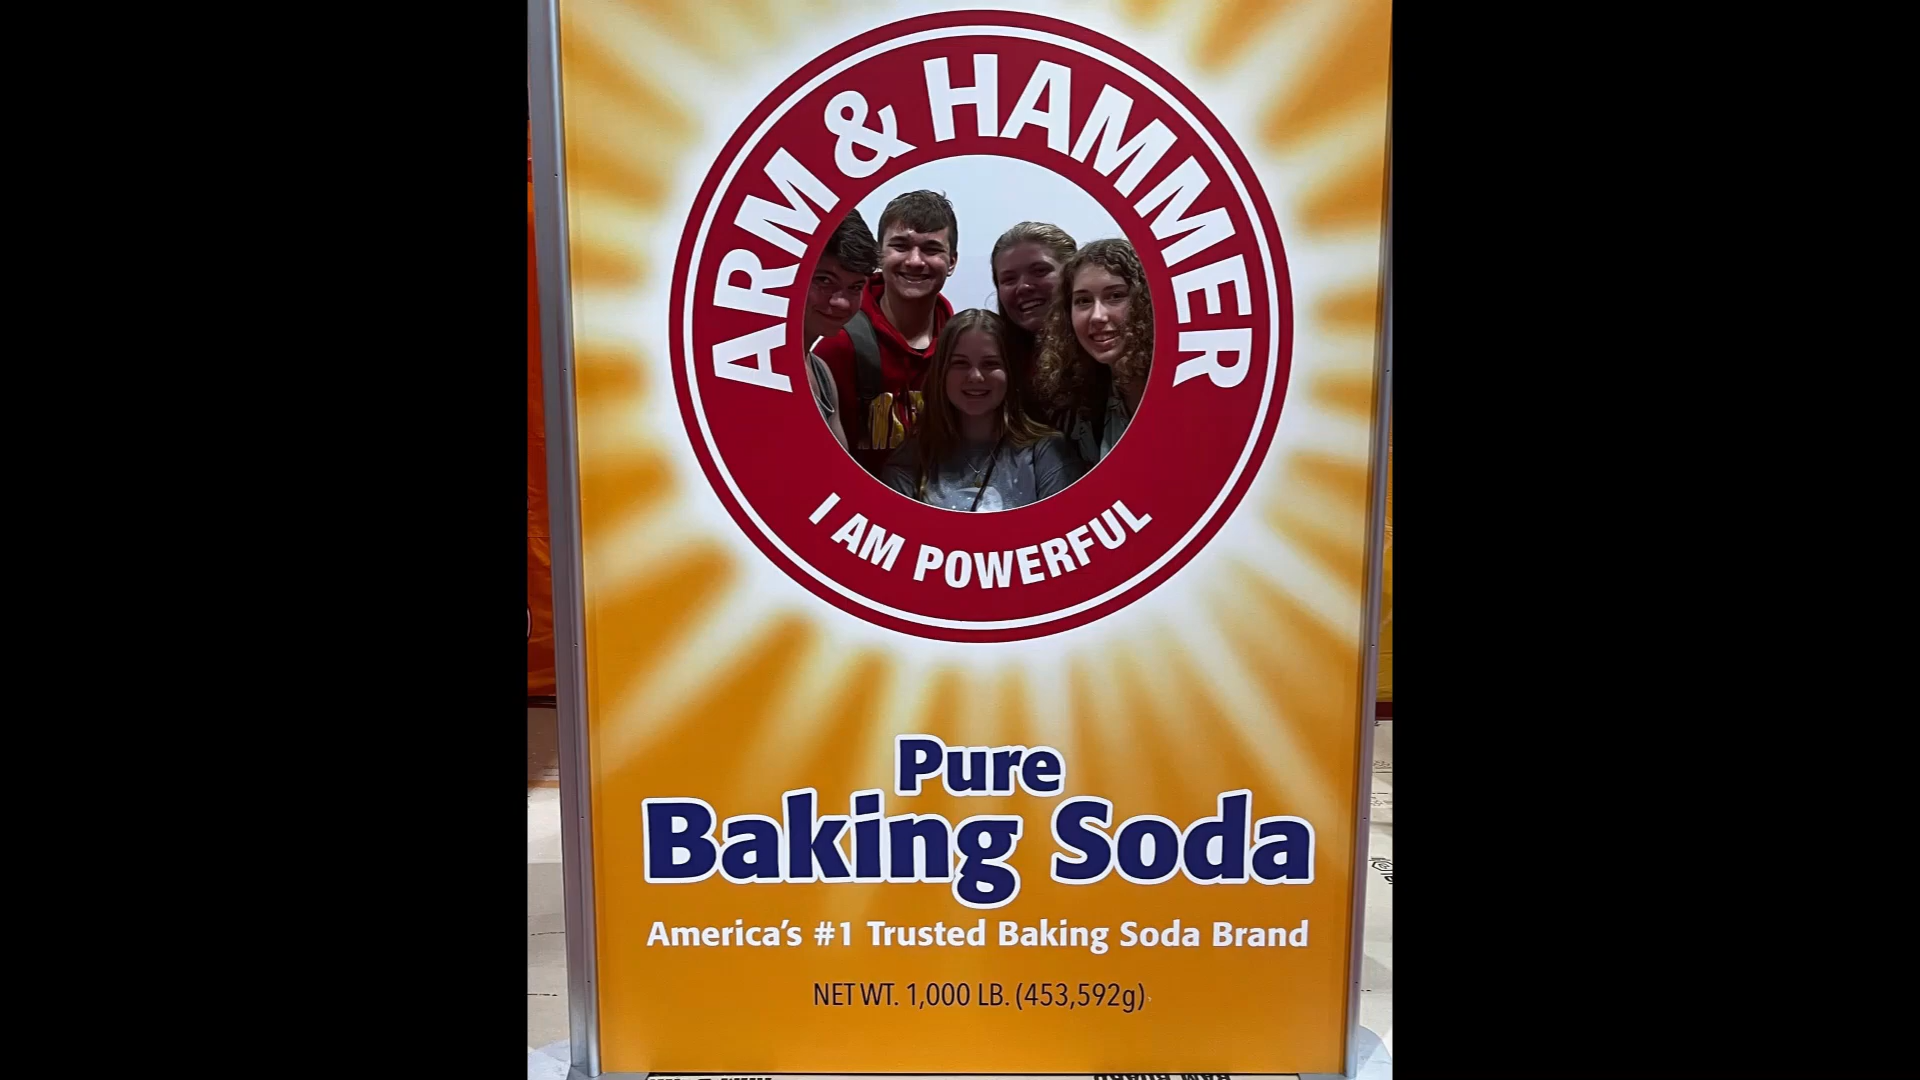 ARM & HAMMER
I AM POWERFUL
Pure
Baking Soda
America's #1 Trusted Baking Soda Brand
NET WT. 1,000 LB. (453,592g)